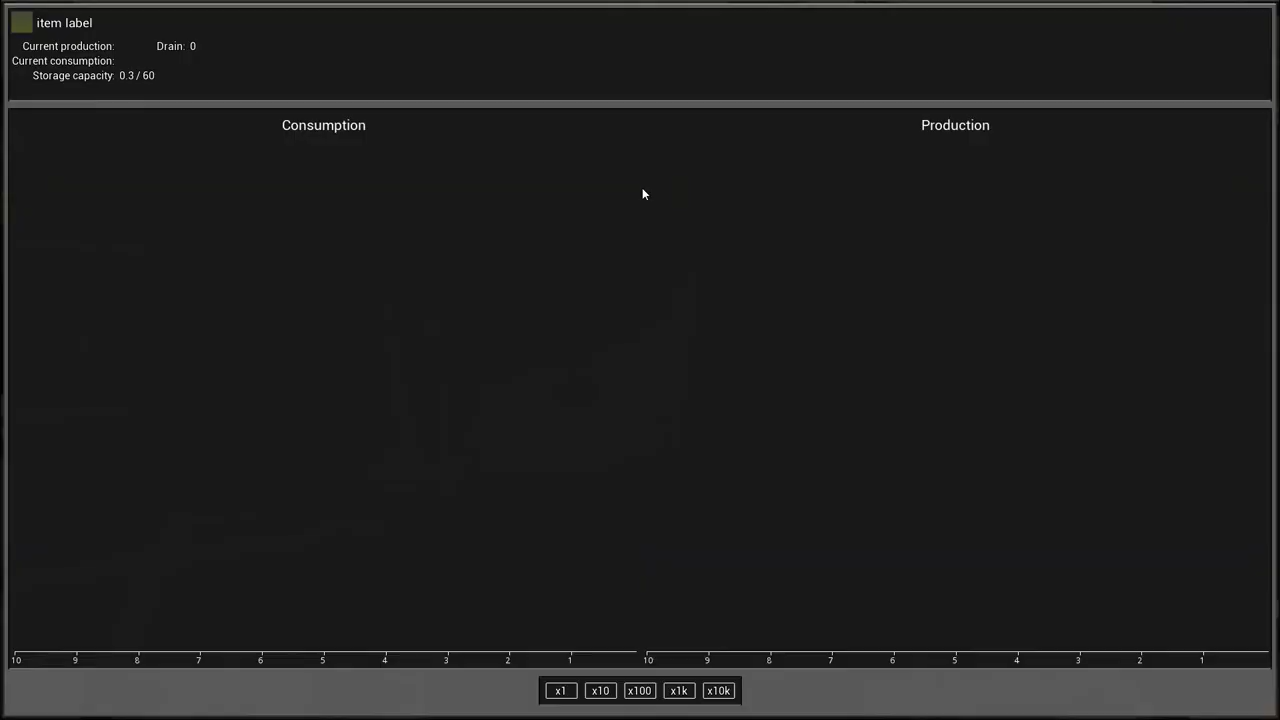 item label
Current production: Drain: 0
Current consumption:
Storage capacity: 0.3 / 60
Consumption Production
10 9 8 7 6 5 4 3 2 1 10 9 8 7 6 5 4 3 2 1
x1 x10 x100 x1k x10k